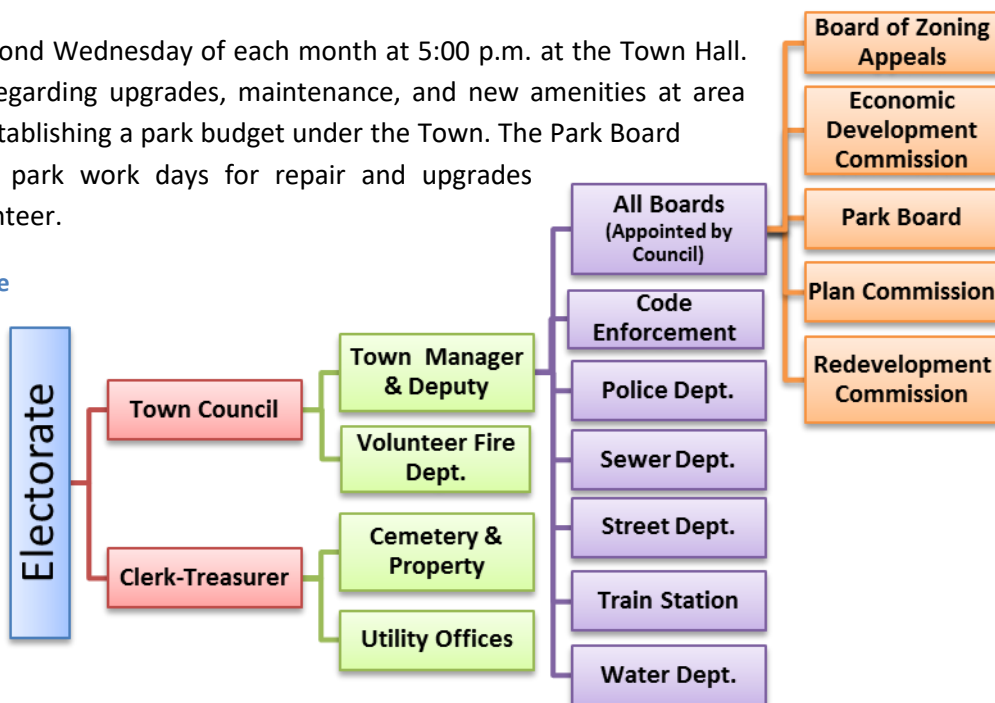 ond Wednesday of each month at 5:00 p.m. at the Town Hall.
egarding upgrades, maintenance, and new amenities at area
tablishing a park budget under the Town. The Park Board
park work days for repair and upgrades
nteer.
e
Electorate
Town Council
Clerk-Treasurer
Town Manager
& Deputy
Volunteer Fire
Dept.
Cemetery &
Property
Utility Offices
All Boards
(Appointed by
Council)
Code
Enforcement
Police Dept.
Sewer Dept.
Street Dept.
Train Station
Water Dept.
Board of Zoning
Appeals
Economic
Development
Commission
Park Board
Plan Commission
Redevelopment
Commission